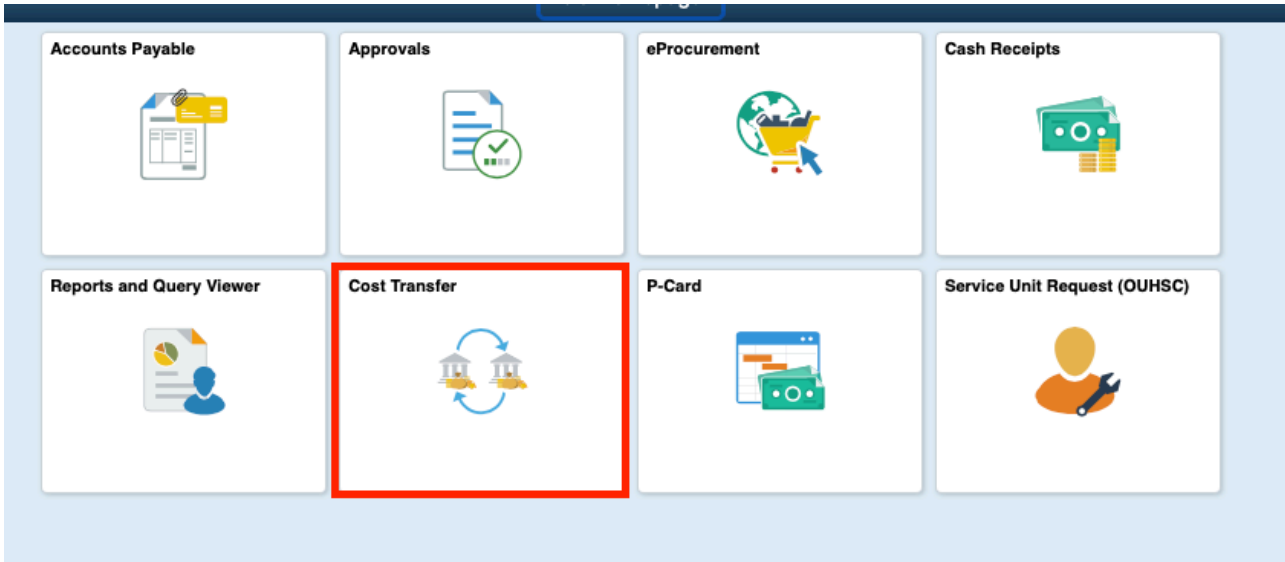 Accounts Payable
Approvals
eProcurement
Cash Receipts
Reports and Query Viewer
Cost Transfer
P-Card
Service Unit Request (OUHSC)